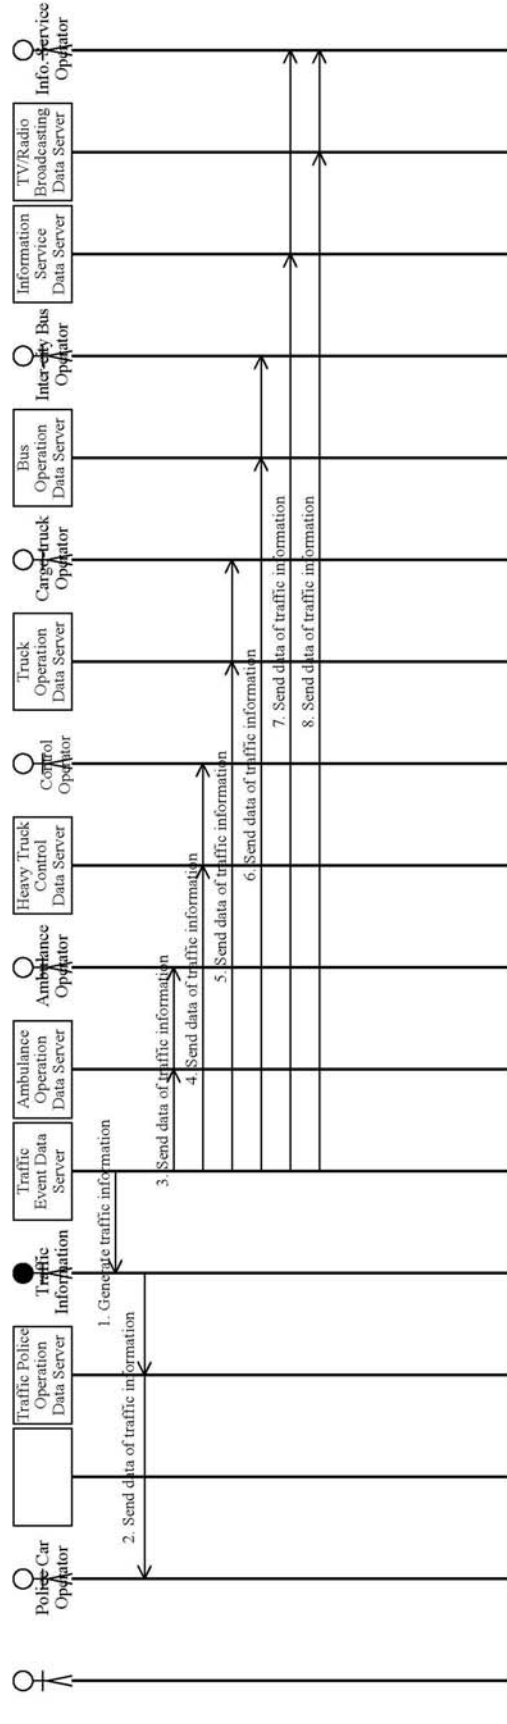 Police Car
Operator
Traffic Police
Operation
Data Server
Traffic
Information
Traffic
Event Data
Server
Ambulance
Operation
Data Server
Ambulance
Operator
Heavy Truck
Control
Data Server
Control
Operator
Truck
Operation
Data Server
Cargo-truck
Operator
Bus
Operation
Data Server
Inter-city Bus
Operator
Information
Service
Data Server
TV/Radio
Broadcasting
Data Server
Info. Service
Operator
1. Generate traffic information
2. Send data of traffic information
3. Send data of traffic information
4. Send data of traffic information
5. Send data of traffic information
6. Send data of traffic information
7. Send data of traffic information
8. Send data of traffic information